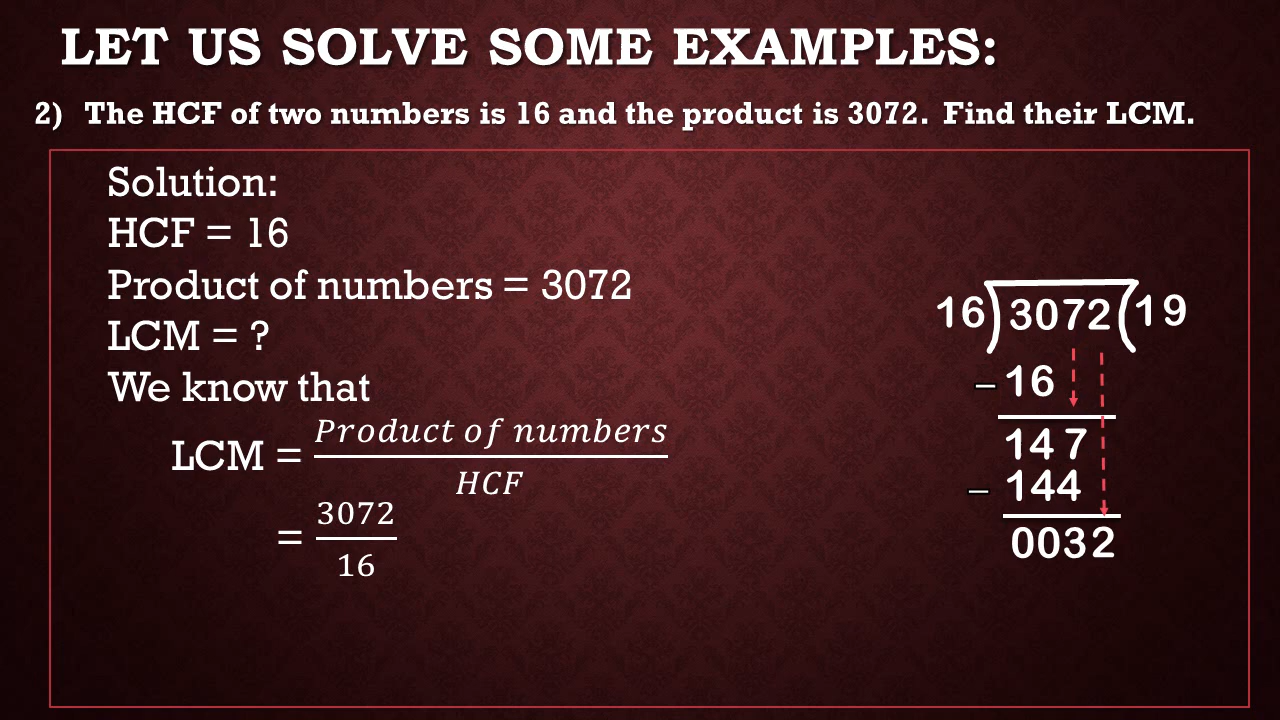 LET US SOLVE SOME EXAMPLES:
2) The HCF of two numbers is 16 and the product is 3072. Find their LCM.
Solution:
HCF = 16
Product of numbers = 3072
LCM = ?
We know that
LCM = Product of numbers / HCF
= 3072 / 16
16)3072(19
– 16
147
– 144
0032